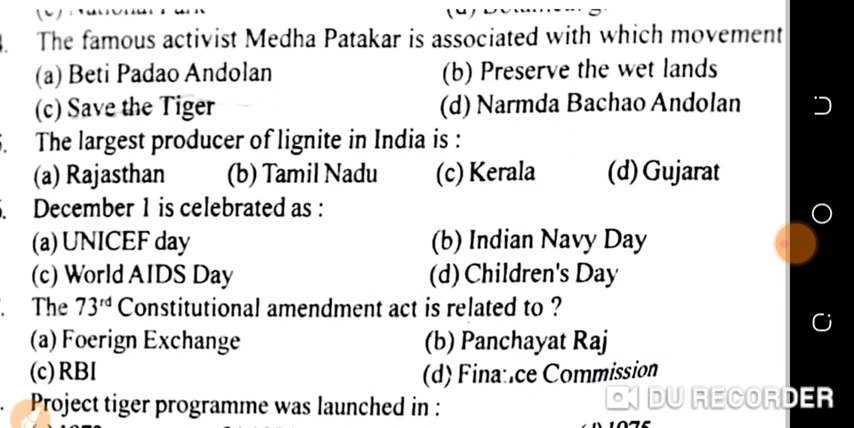 The famous activist Medha Patakar is associated with which movement
(a) Beti Padao Andolan (b) Preserve the wet lands
(c) Save the Tiger (d) Narmda Bachao Andolan
The largest producer of lignite in India is :
(a) Rajasthan (b) Tamil Nadu (c) Kerala (d) Gujarat
December 1 is celebrated as :
(a) UNICEF day (b) Indian Navy Day
(c) World AIDS Day (d) Children's Day
The 73rd Constitutional amendment act is related to ?
(a) Foerign Exchange (b) Panchayat Raj
(c) RBI (d) Commission
Project tiger programme was launched in :
DU RECORDER